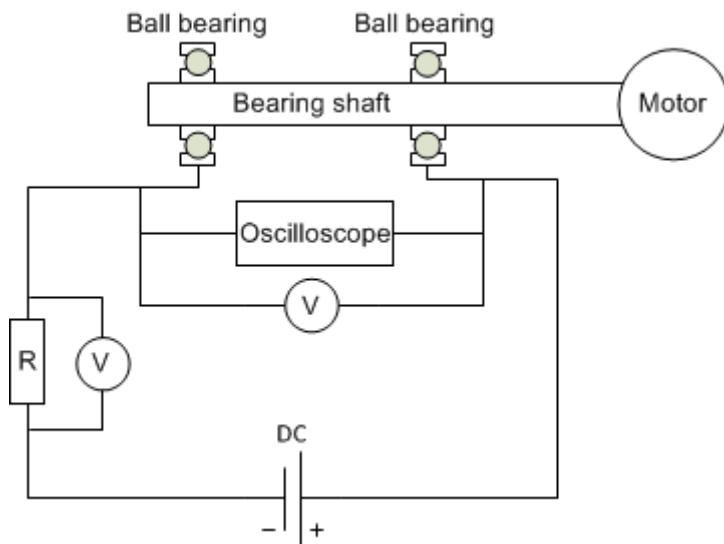 Ball bearing
Ball bearing
Bearing shaft
Motor
Oscilloscope
V
R
V
DC
− +